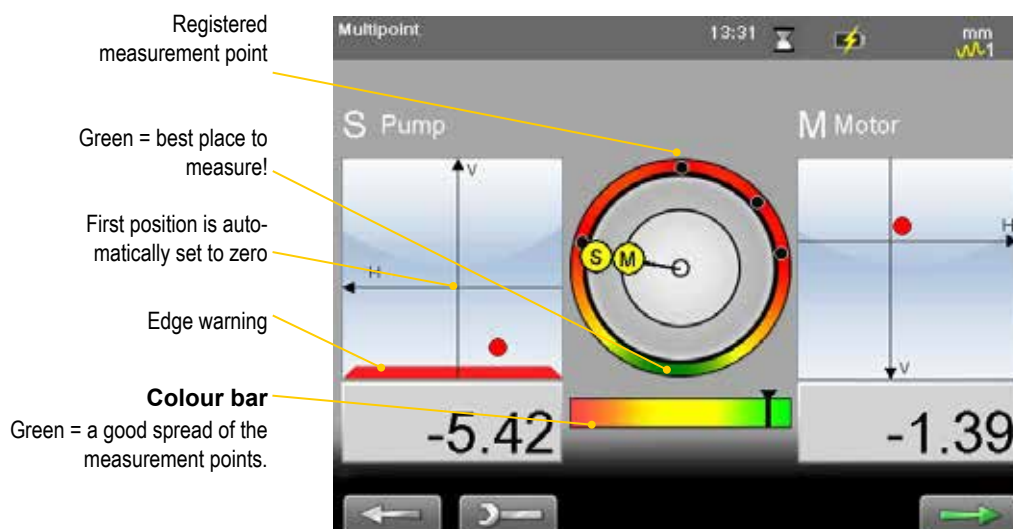 Registered
measurement point
Green = best place to
measure!
First position is auto-
matically set to zero
Edge warning
Colour bar
Green = a good spread of the
measurement points.
Multipoint
13:31
mm
1
S Pump
M Motor
V
H
S
M
H
V
-5.42
-1.39